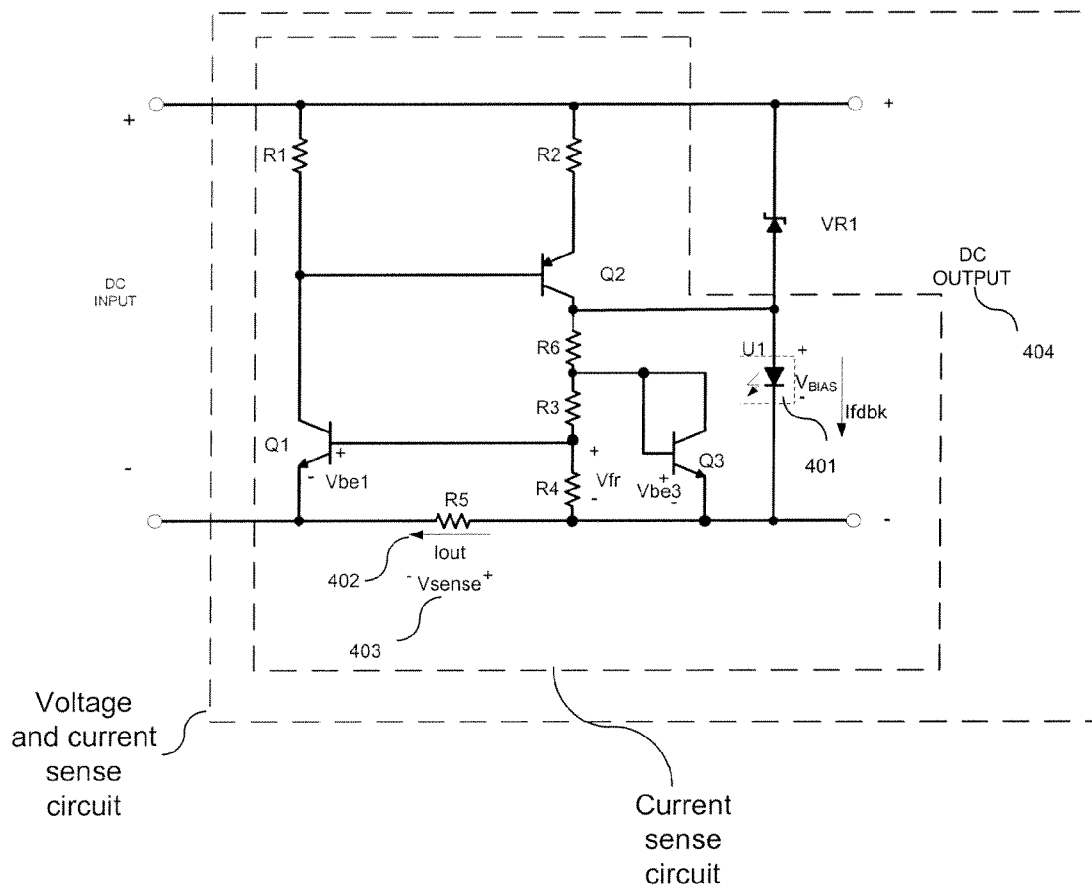 +
+
R1
R2
VR1
Q2
DC
INPUT
DC
OUTPUT
404
R6
U1
+
VBIAS
-
R3
Ifdbk
Q1
+
-
Vbe1
+
Vfr
-
R4
Q3
+
Vbe3
-
401
-
R5
-
402
Iout
- Vsense +
403
Voltage
and current
sense
circuit
Current
sense
circuit